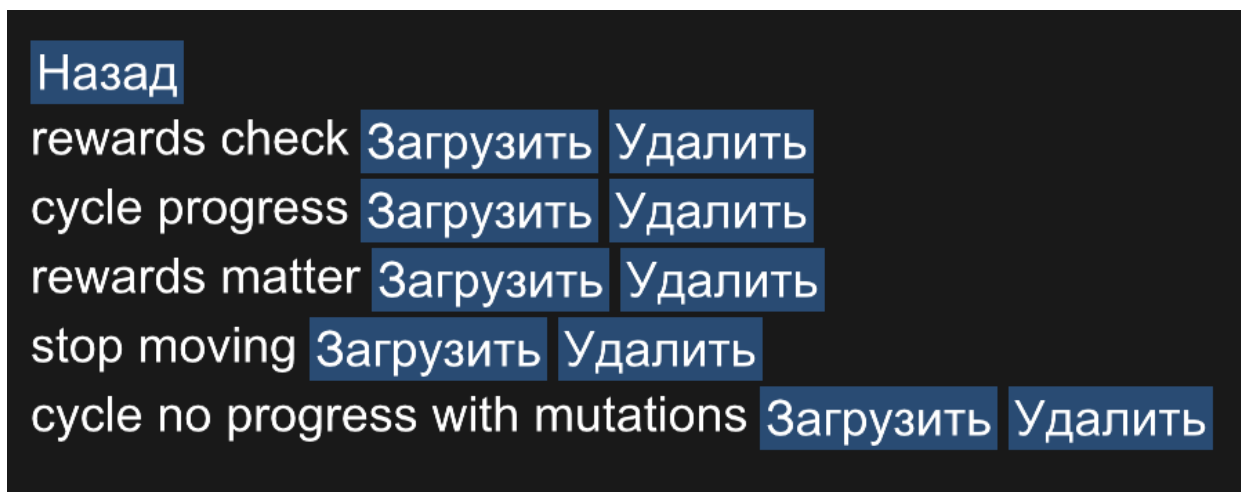 Назад
rewards check Загрузить Удалить
cycle progress Загрузить Удалить
rewards matter Загрузить Удалить
stop moving Загрузить Удалить
cycle no progress with mutations Загрузить Удалить